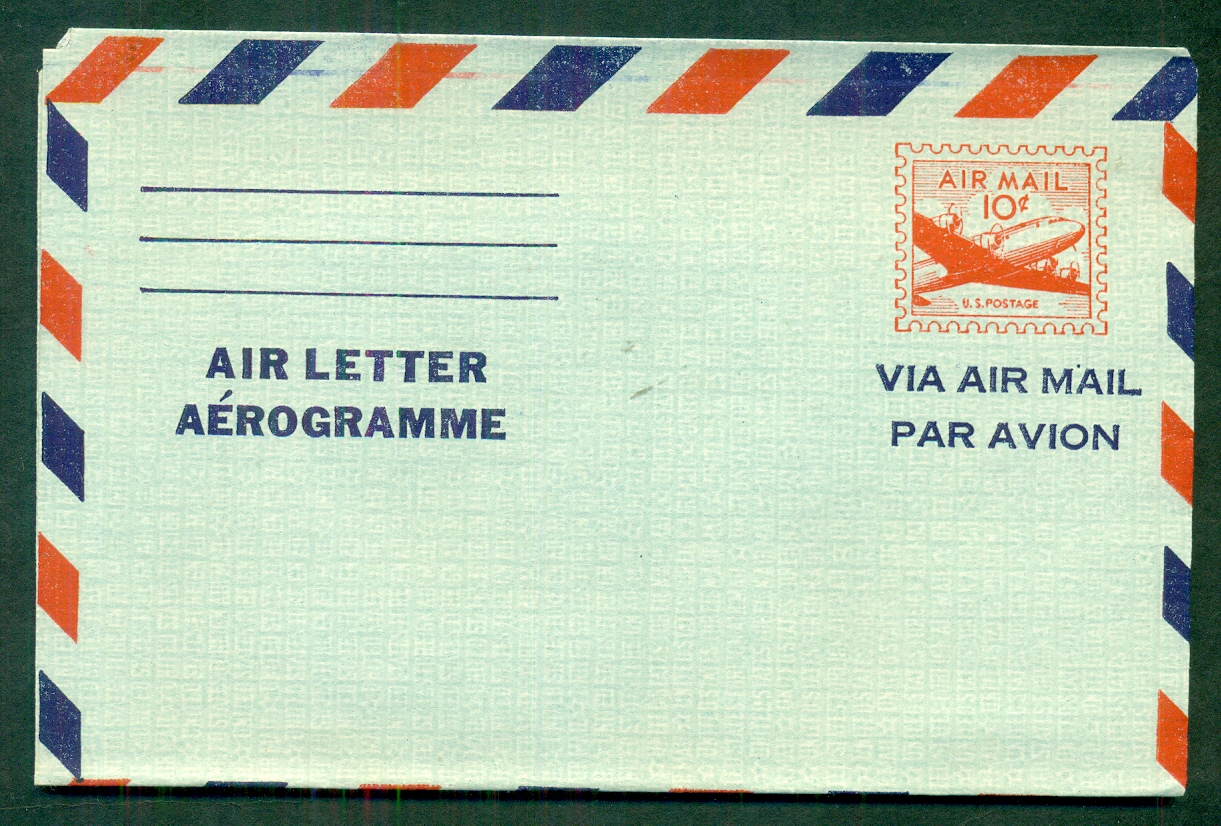 AIR MAIL
10¢
U.S. POSTAGE
AIR LETTER
AÉROGRAMME
VIA AIR MAIL
PAR AVION